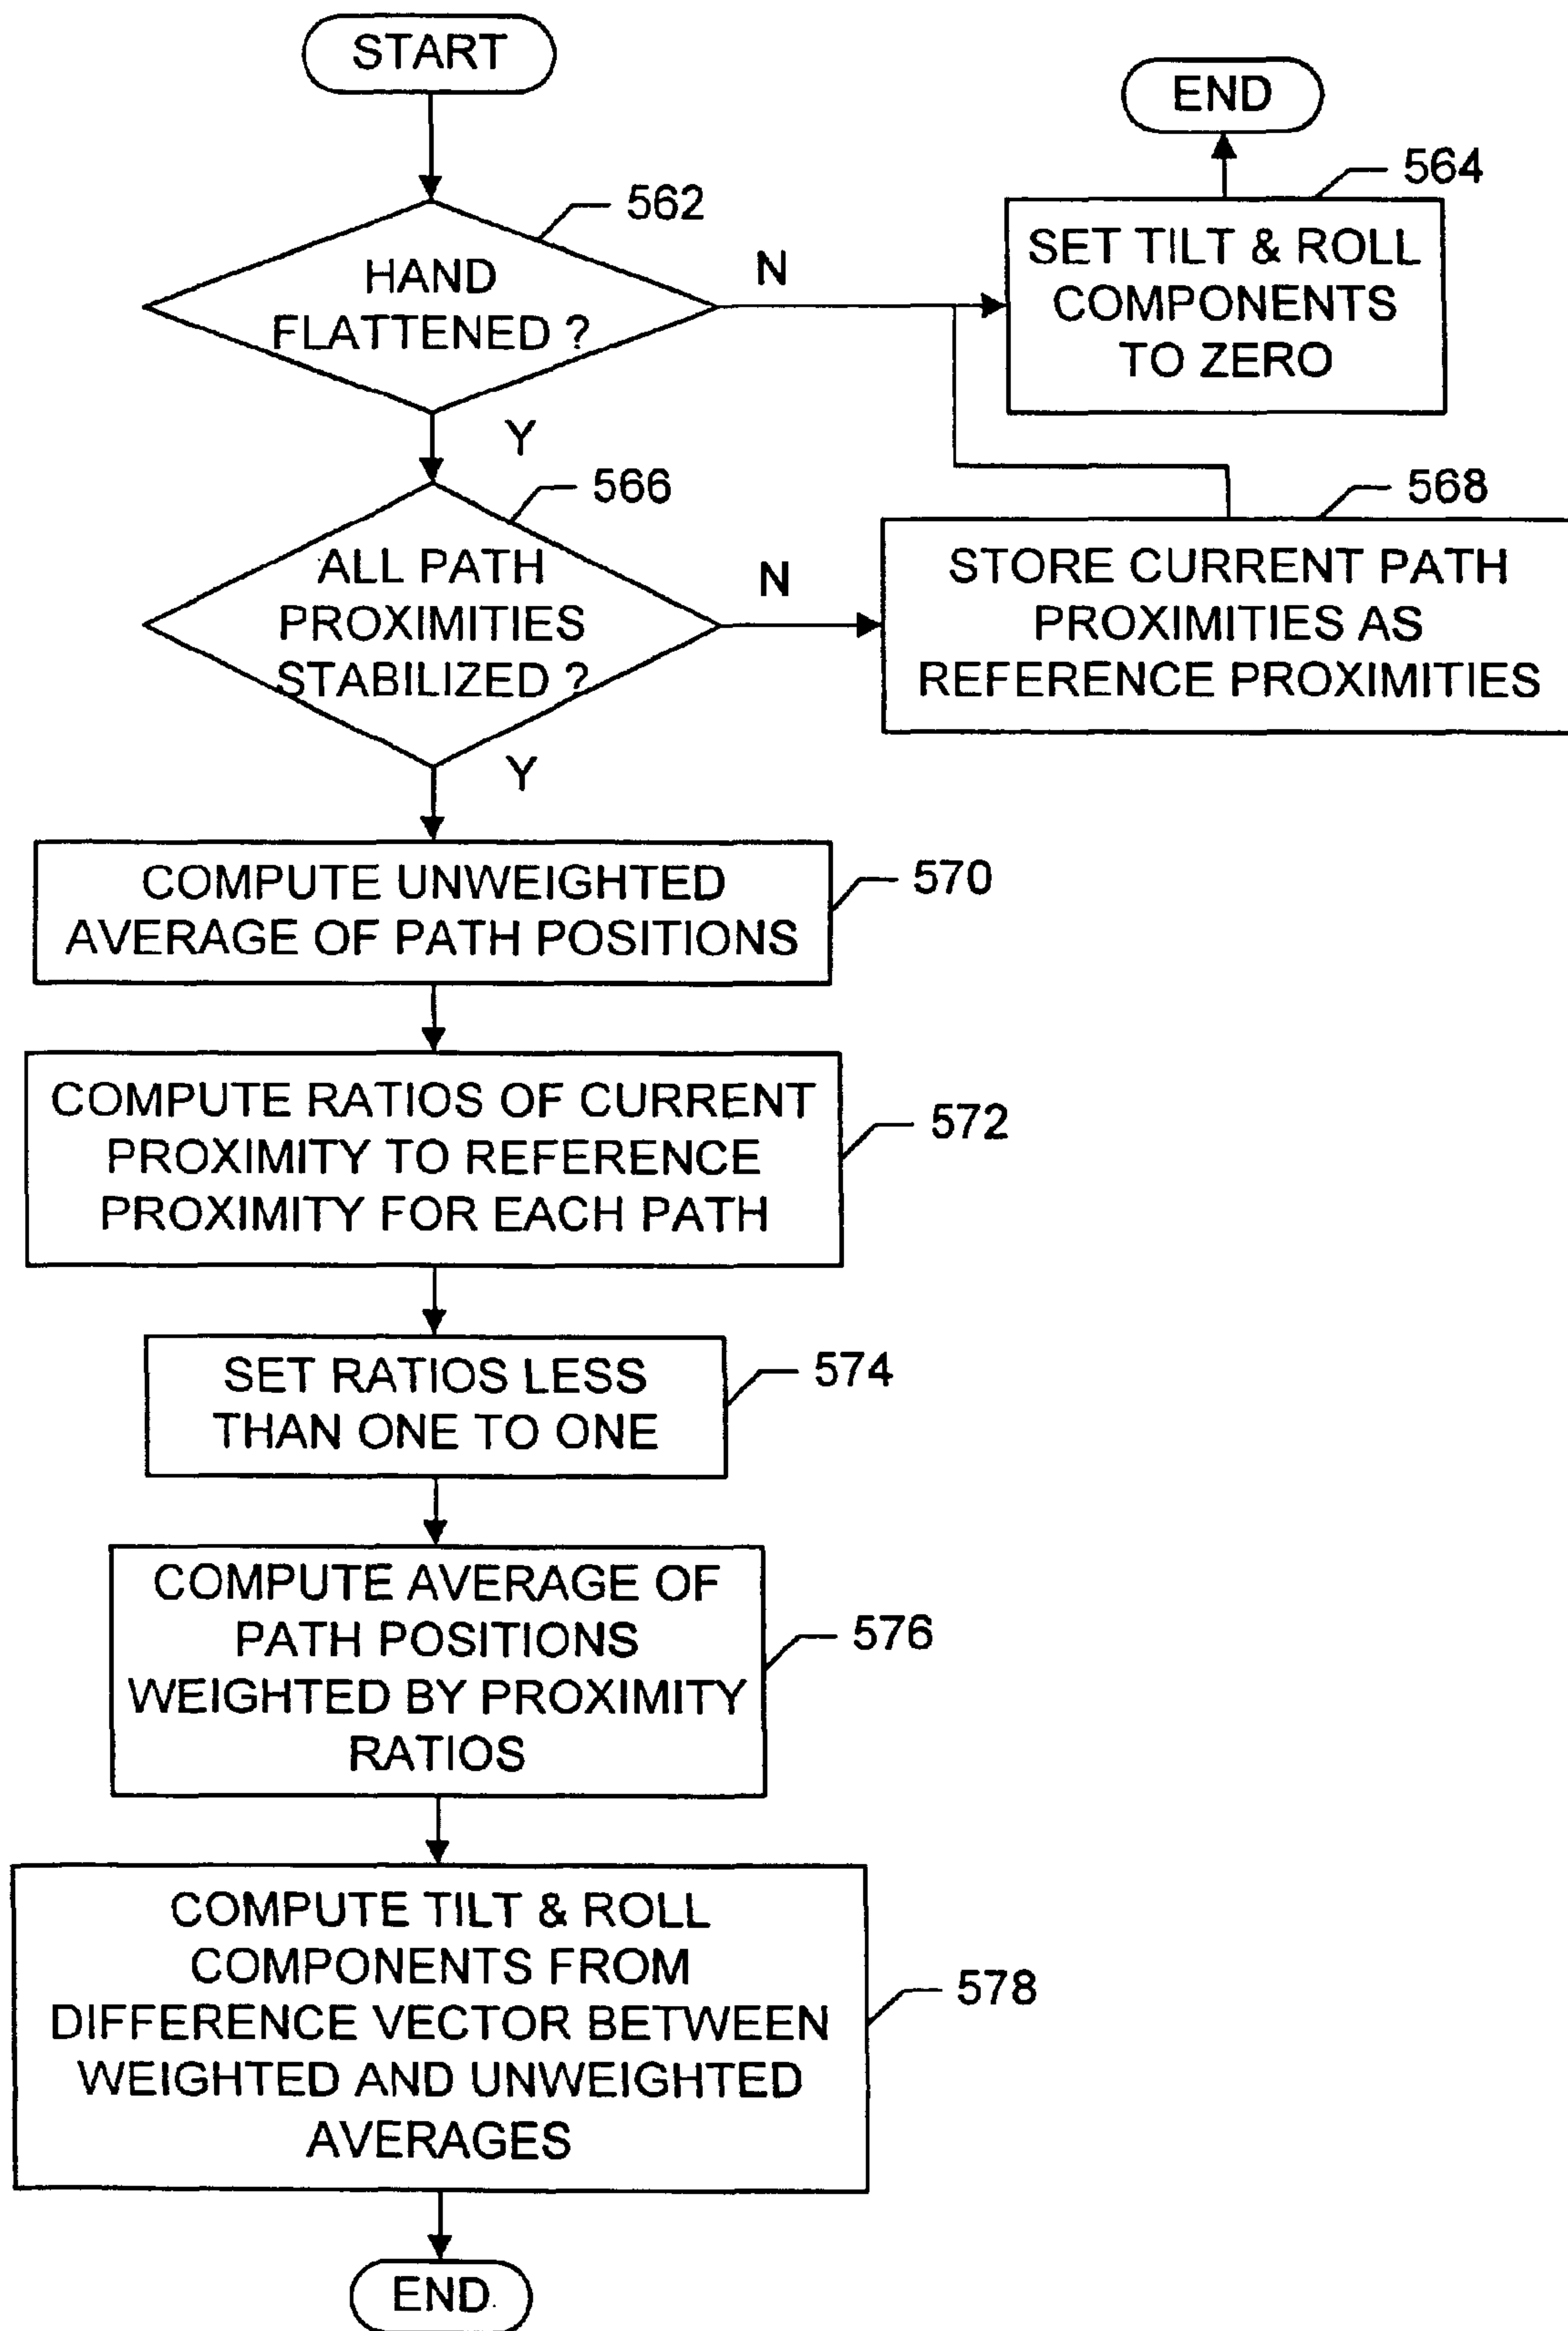 START
END
562
564
HAND
FLATTENED ?
N
SET TILT & ROLL
COMPONENTS
TO ZERO
Y
566
568
ALL PATH
PROXIMITIES
STABILIZED ?
N
STORE CURRENT PATH
PROXIMITIES AS
REFERENCE PROXIMITIES
Y
COMPUTE UNWEIGHTED
AVERAGE OF PATH POSITIONS
570
COMPUTE RATIOS OF CURRENT
PROXIMITY TO REFERENCE
PROXIMITY FOR EACH PATH
572
SET RATIOS LESS
THAN ONE TO ONE
574
COMPUTE AVERAGE OF
PATH POSITIONS
WEIGHTED BY PROXIMITY
RATIOS
576
COMPUTE TILT & ROLL
COMPONENTS FROM
DIFFERENCE VECTOR BETWEEN
WEIGHTED AND UNWEIGHTED
AVERAGES
578
END